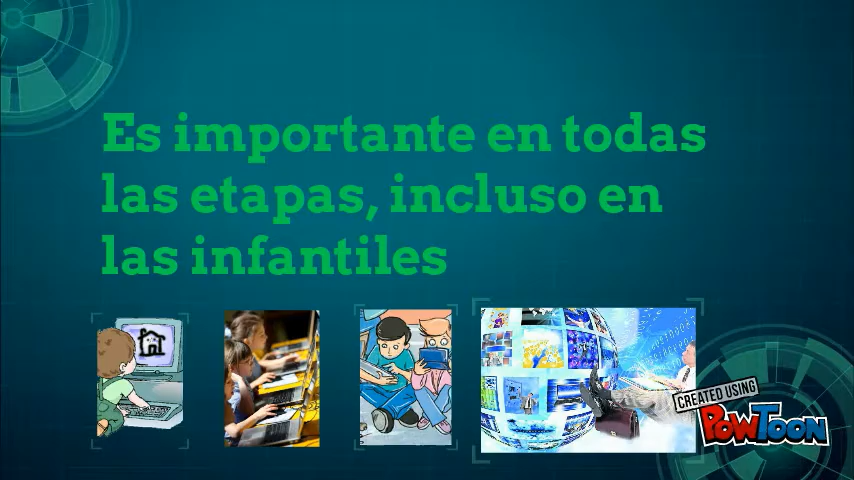 Es importante en todas
las etapas, incluso en
las infantiles
CREATED USING
POWTOON